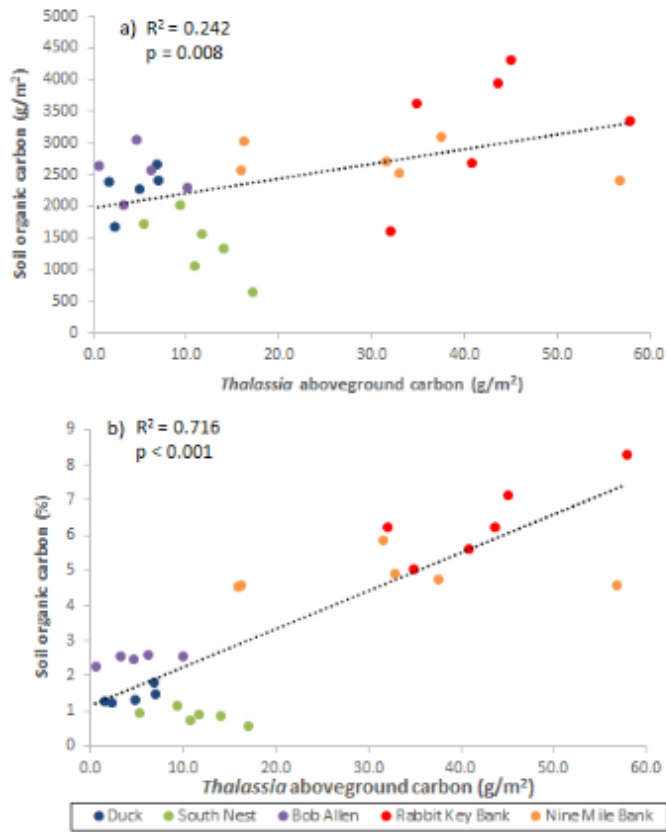 a) R² = 0.242
p = 0.008
Soil organic carbon (g/m²)
5000
4500
4000
3500
3000
2500
2000
1500
1000
500
0
0.0 10.0 20.0 30.0 40.0 50.0 60.0
Thalassia aboveground carbon (g/m²)
b) R² = 0.716
p < 0.001
Soil organic carbon (%)
9
8
7
6
5
4
3
2
1
0
0.0 10.0 20.0 30.0 40.0 50.0 60.0
Thalassia aboveground carbon (g/m²)
Duck South Nest Bob Allen Rabbit Key Bank Nine Mile Bank